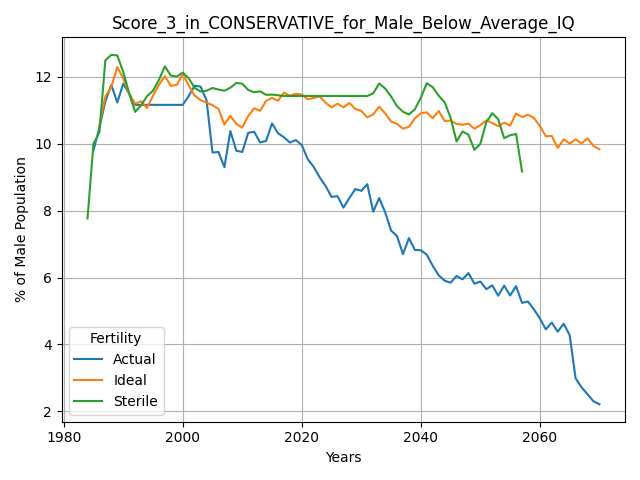 Score_3_in_CONSERVATIVE_for_Male_Below_Average_IQ
% of Male Population
12
10
8
6
4
2
Fertility
Actual
Ideal
Sterile
1980 2000 2020 2040 2060
Years